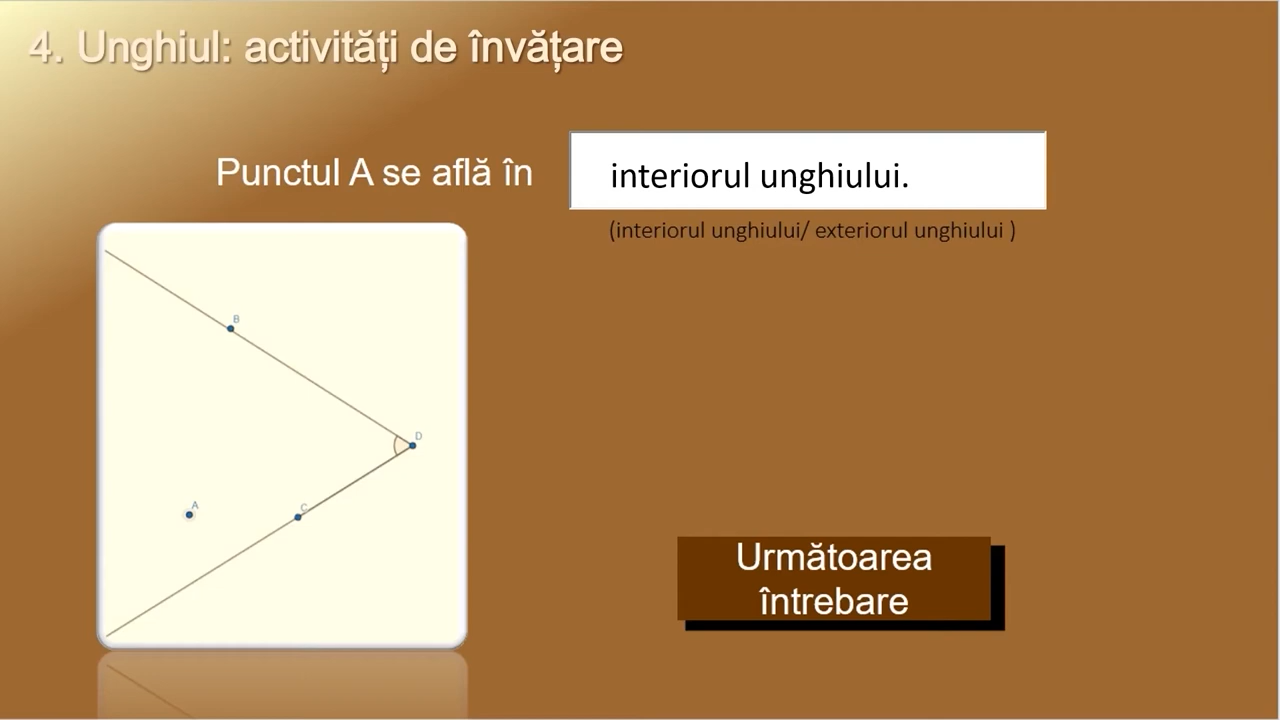 4. Unghiul: activități de învățare
Punctul A se află în
interiorul unghiului.
(interiorul unghiului/ exteriorul unghiului )
B
D
A
C
Următoarea
întrebare